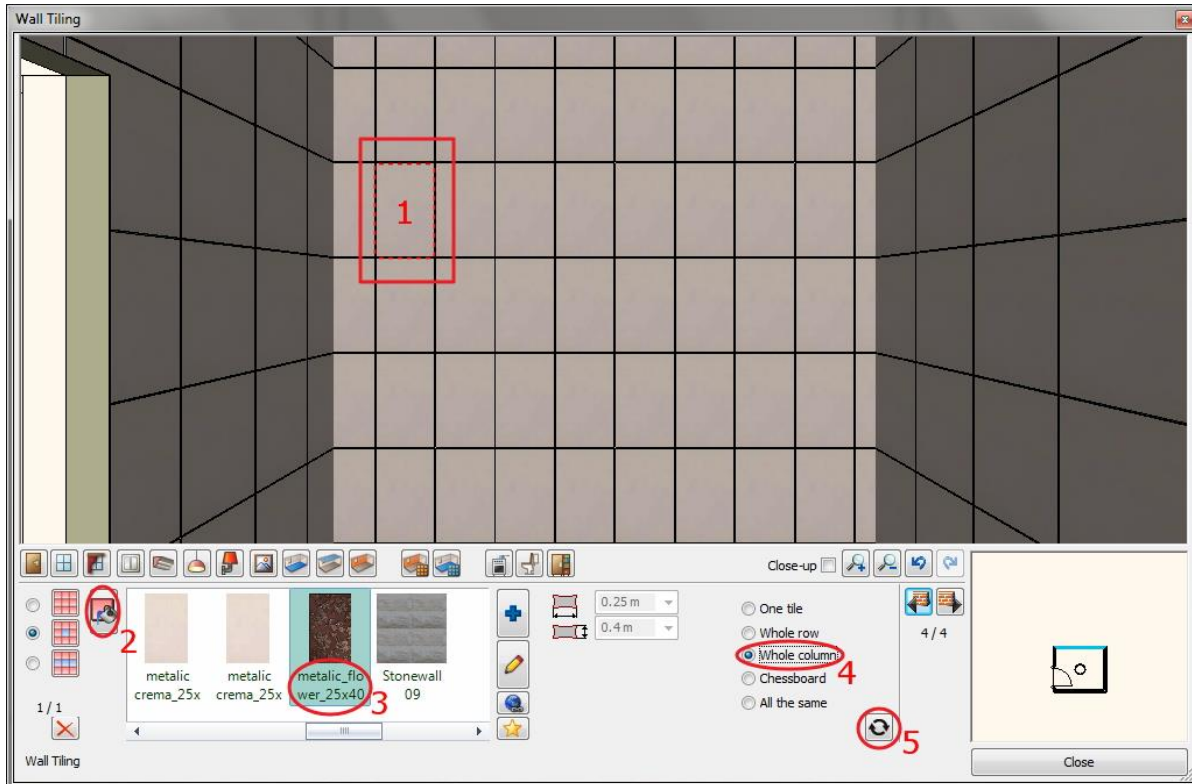 Wall Tiling
1
Close-up
2
metalic
crema_25x
metalic
crema_25x
metalic_flo
wer_25x40
Stonewall
09
3
0.25 m
0.4 m
One tile
Whole row
Whole column
Chessboard
All the same
4
4 / 4
5
1 / 1
Wall Tiling
Close